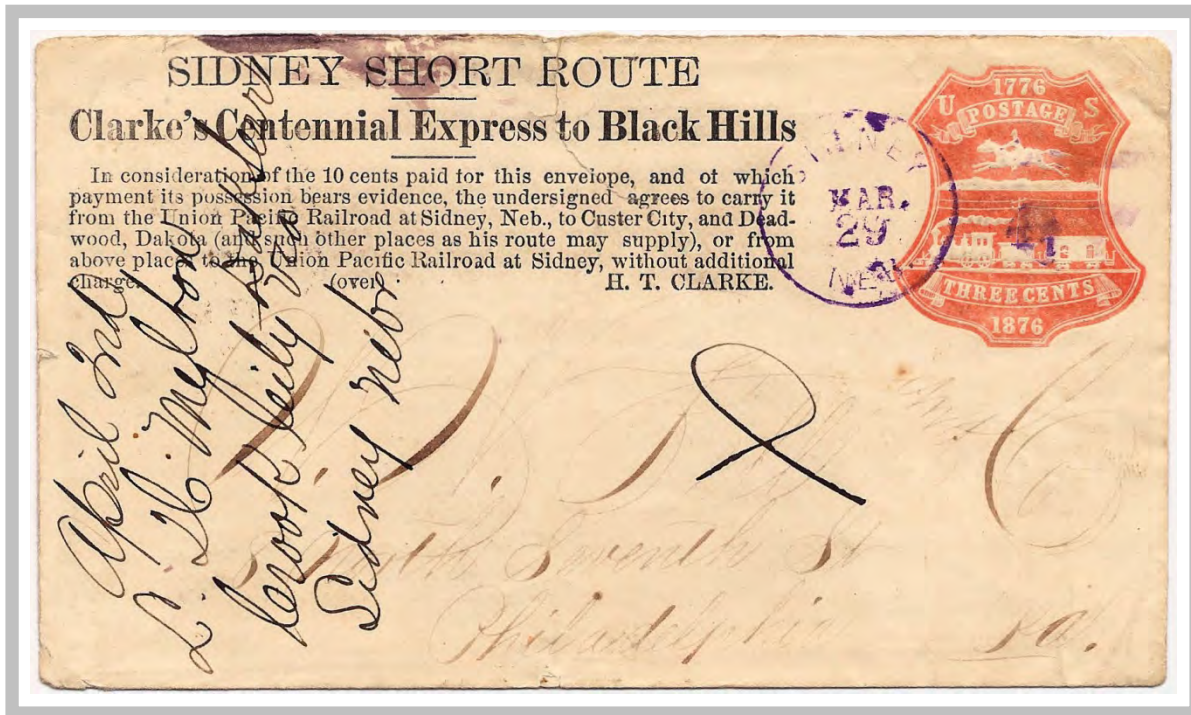 SIDNEY SHORT ROUTE
Clarke's Centennial Express to Black Hills
In consideration of the 10 cents paid for this envelope, and of which
payment its possession bears evidence, the undersigned agrees to carry it
from the Union Pacific Railroad at Sidney, Neb., to Custer City, and Dead-
wood, Dakota (and such other places as his route may supply), or from
above places to the Union Pacific Railroad at Sidney, without additional
charge. (over) H. T. CLARKE.
1776
U POSTAGE S
THREE CENTS
1876
SIDNEY
MAR.
29
NEB.
April 3rd
Crook City
Sidney Nebr
Seventh St
Philadelphia Pa.